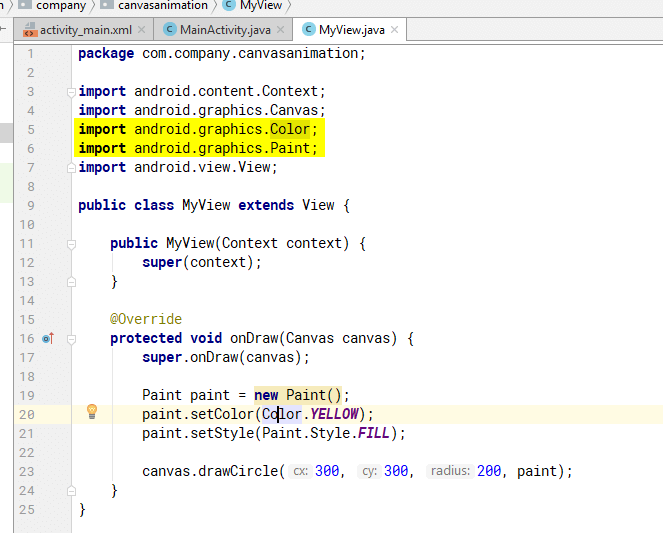 n company canvasanimation MyView
activity_main.xml MainActivity.java MyView.java
1 package com.company.canvasanimation;
2
3 import android.content.Context;
4 import android.graphics.Canvas;
5 import android.graphics.Color;
6 import android.graphics.Paint;
7 import android.view.View;
8
9 public class MyView extends View {
10
11 public MyView(Context context) {
12 super(context);
13 }
14
15 @Override
16 protected void onDraw(Canvas canvas) {
17 super.onDraw(canvas);
18
19 Paint paint = new Paint();
20 paint.setColor(Color.YELLOW);
21 paint.setStyle(Paint.Style.FILL);
22
23 canvas.drawCircle( cx: 300, cy: 300, radius: 200, paint);
24 }
25 }